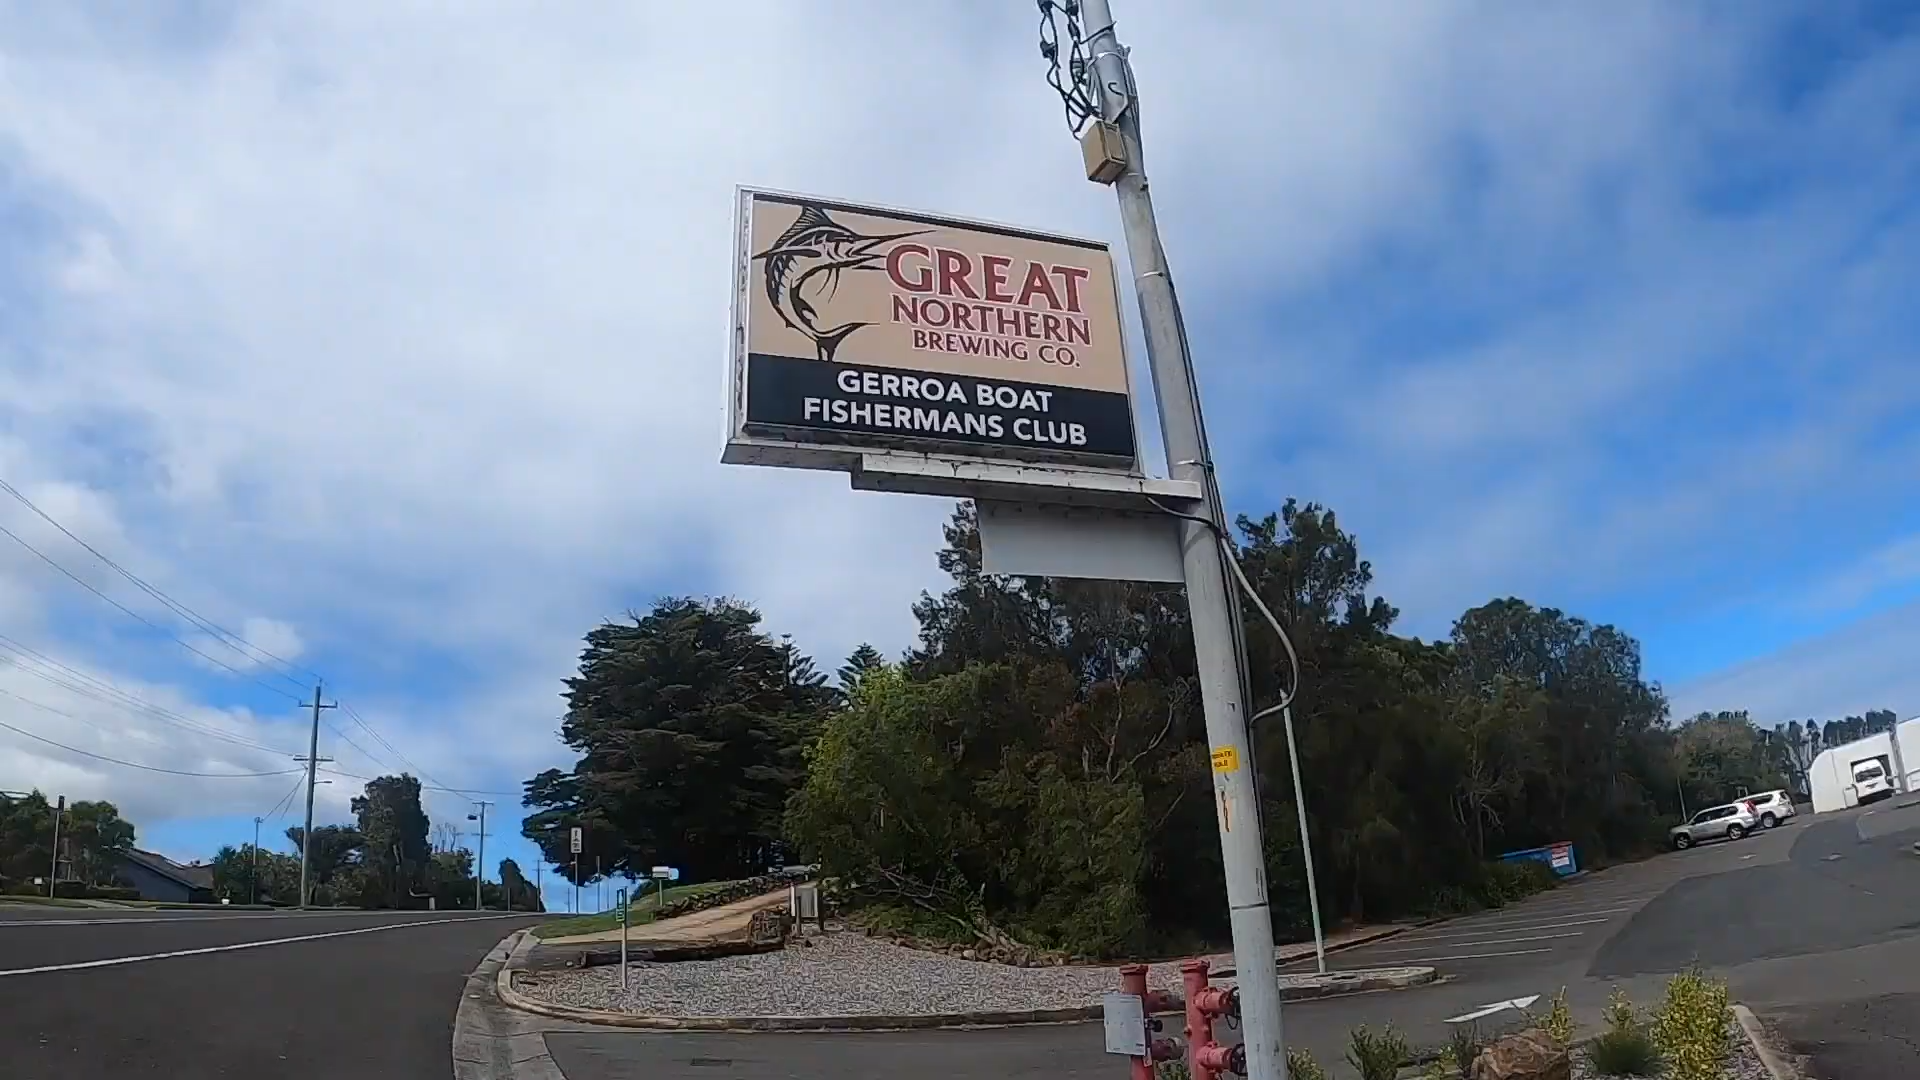 GREAT
NORTHERN
BREWING CO.
GERROA BOAT
FISHERMANS CLUB